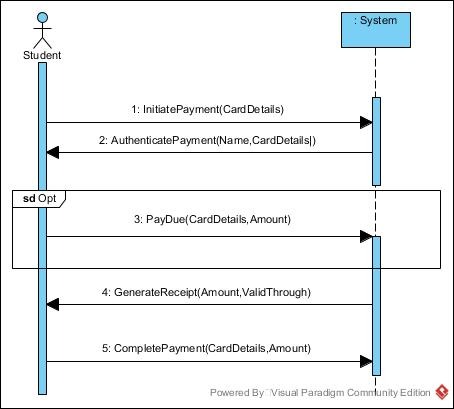 Student
: System
1: InitiatePayment(CardDetails)
2: AuthenticatePayment(Name,CardDetails|)
sd Opt
3: PayDue(CardDetails,Amount)
4: GenerateReceipt(Amount,ValidThrough)
5: CompletePayment(CardDetails,Amount)
Powered By Visual Paradigm Community Edition